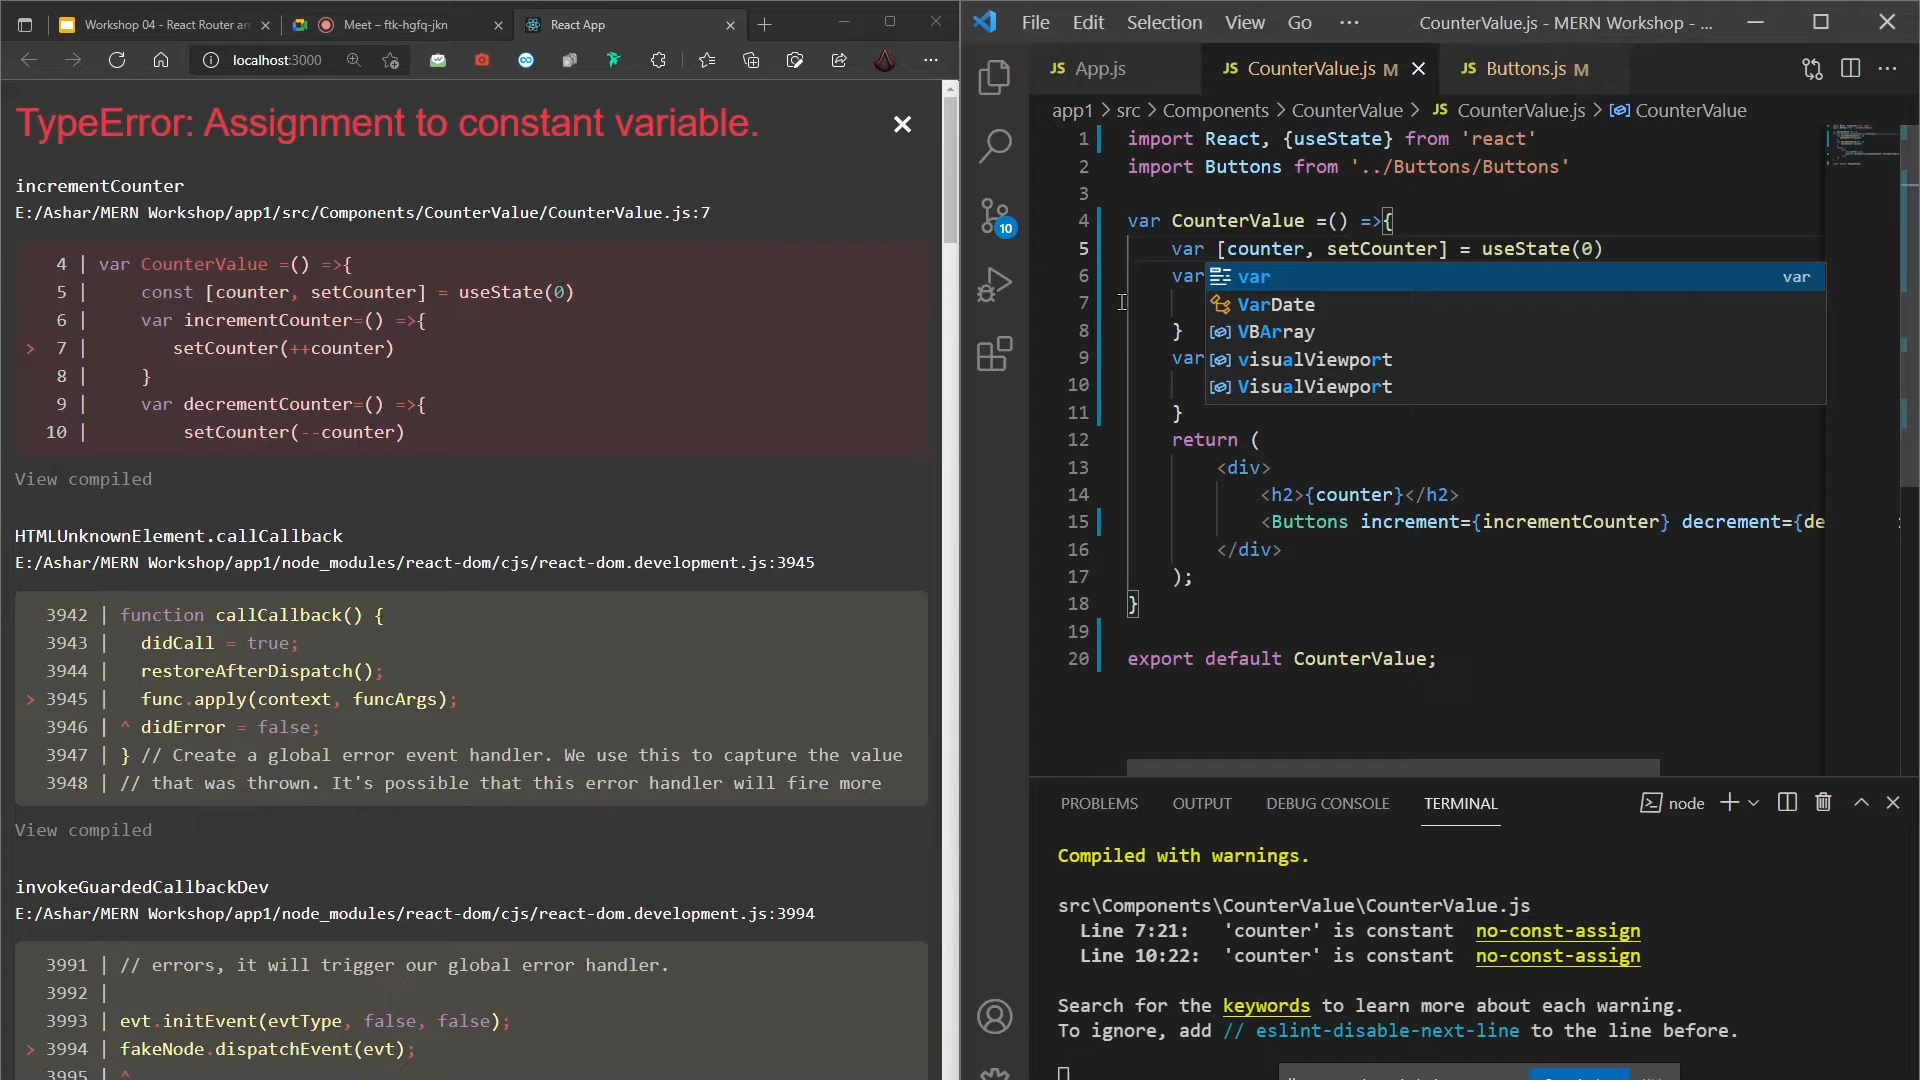 Workshop 04 - React Router an
Meet – ftk-hgfq-jkn
React App
localhost:3000
TypeError: Assignment to constant variable.
incrementCounter
E:/Ashar/MERN Workshop/app1/src/Components/CounterValue/CounterValue.js:7
4 | var CounterValue =() =>{
5 | const [counter, setCounter] = useState(0)
6 | var incrementCounter=() =>{
> 7 | setCounter(++counter)
8 | }
9 | var decrementCounter=() =>{
10 | setCounter(--counter)
View compiled
HTMLUnknownElement.callCallback
E:/Ashar/MERN Workshop/app1/node_modules/react-dom/cjs/react-dom.development.js:3945
3942 | function callCallback() {
3943 | didCall = true;
3944 | restoreAfterDispatch();
> 3945 | func.apply(context, funcArgs);
3946 | ^ didError = false;
3947 | } // Create a global error event handler. We use this to capture the value
3948 | // that was thrown. It's possible that this error handler will fire more
View compiled
invokeGuardedCallbackDev
E:/Ashar/MERN Workshop/app1/node_modules/react-dom/cjs/react-dom.development.js:3994
3991 | // errors, it will trigger our global error handler.
3992 |
3993 | evt.initEvent(evtType, false, false);
> 3994 | fakeNode.dispatchEvent(evt);
3995 | ^
File Edit Selection View Go ··· CounterValue.js - MERN Workshop - ...
JS App.js
JS CounterValue.js M
JS Buttons.js M
app1 > src > Components > CounterValue > JS CounterValue.js > CounterValue
10
1 import React, {useState} from 'react'
2 import Buttons from '../Buttons/Buttons'
3
4 var CounterValue =() =>{
5 var [counter, setCounter] = useState(0)
6 var
7
8 }
9 var
10
11 }
12 return (
13 <div>
14 <h2>{counter}</h2>
15 <Buttons increment={incrementCounter} decrement={de
16 </div>
17 );
18 }
19
20 export default CounterValue;
var var
VarDate
VBArray
visualViewport
VisualViewport
PROBLEMS OUTPUT DEBUG CONSOLE TERMINAL
node
Compiled with warnings.
src\Components\CounterValue\CounterValue.js
Line 7:21: 'counter' is constant no-const-assign
Line 10:22: 'counter' is constant no-const-assign
Search for the keywords to learn more about each warning.
To ignore, add // eslint-disable-next-line to the line before.